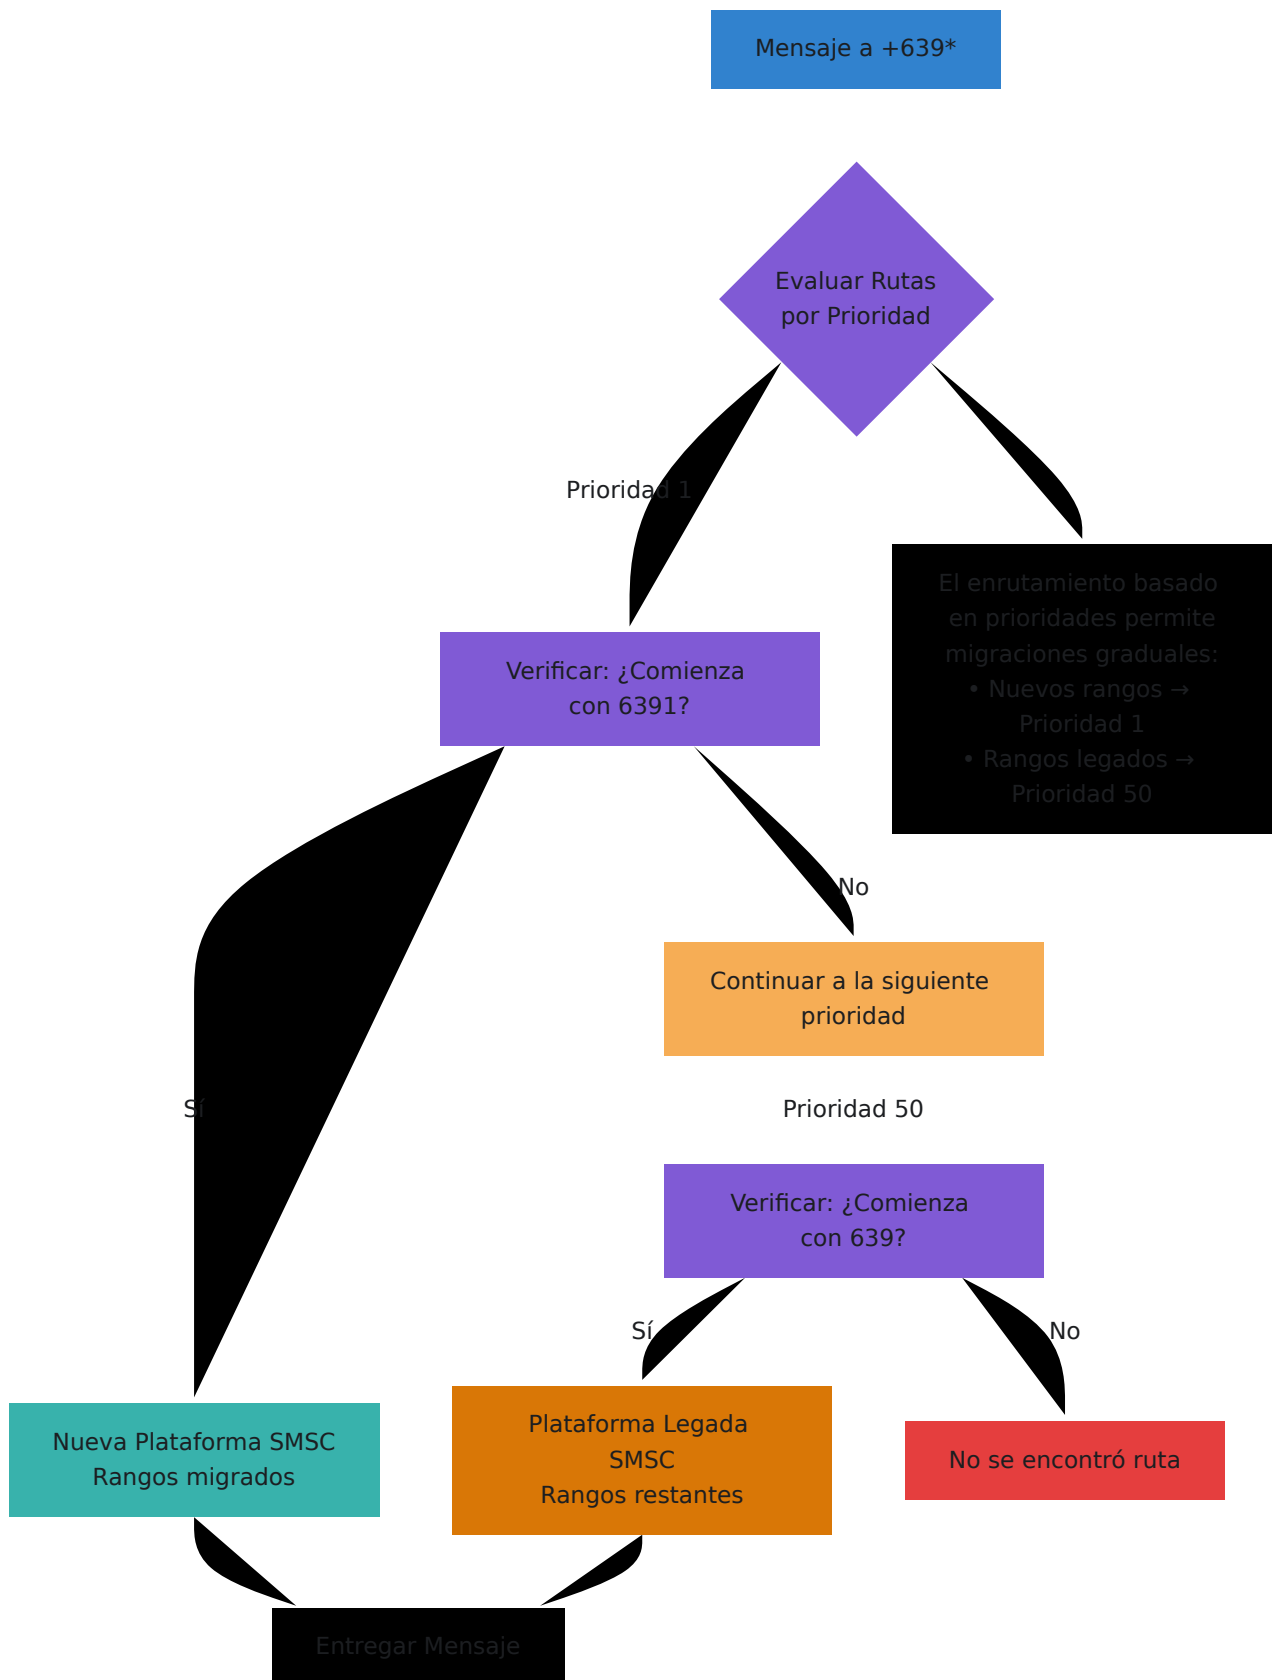 Mensaje a +639*
Evaluar Rutas
por Prioridad
Prioridad 1
El enrutamiento basado
en prioridades permite
migraciones graduales:
• Nuevos rangos →
Prioridad 1
• Rangos legados →
Prioridad 50
Verificar: ¿Comienza
con 6391?
No
Continuar a la siguiente
prioridad
Sí
Prioridad 50
Verificar: ¿Comienza
con 639?
Sí
No
Nueva Plataforma SMSC
Rangos migrados
Plataforma Legada
SMSC
Rangos restantes
No se encontró ruta
Entregar Mensaje